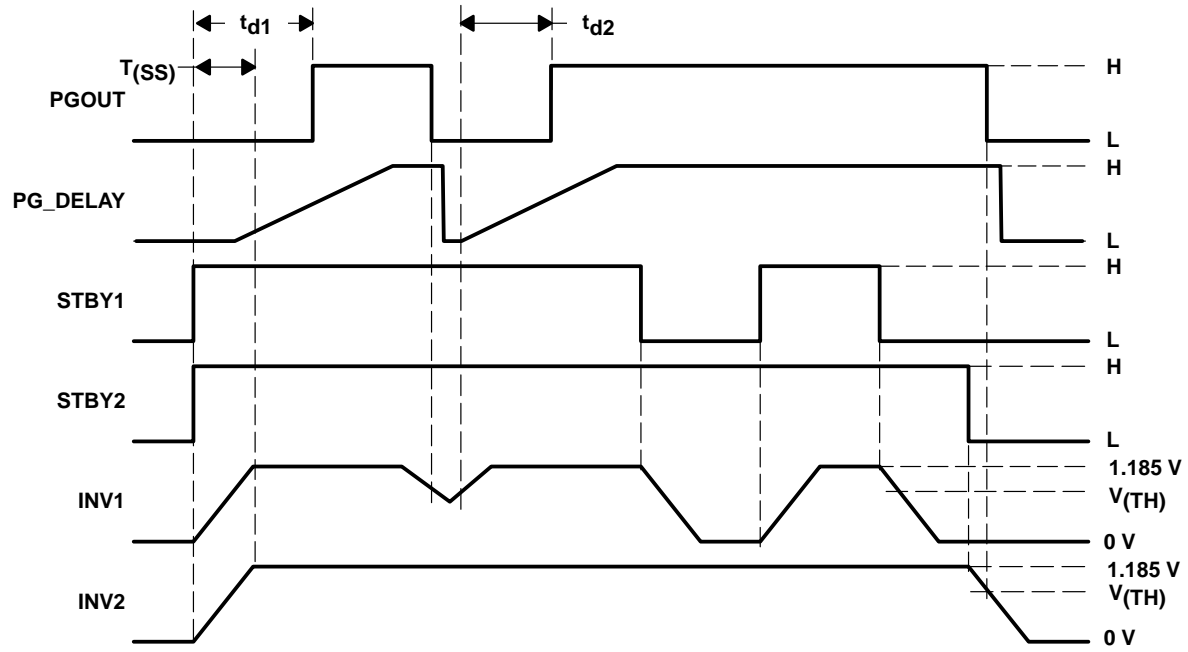 td1
td2
T(SS)
PGOUT
H
L
PG_DELAY
H
L
STBY1
H
L
STBY2
H
L
INV1
1.185 V
V(TH)
0 V
INV2
1.185 V
V(TH)
0 V